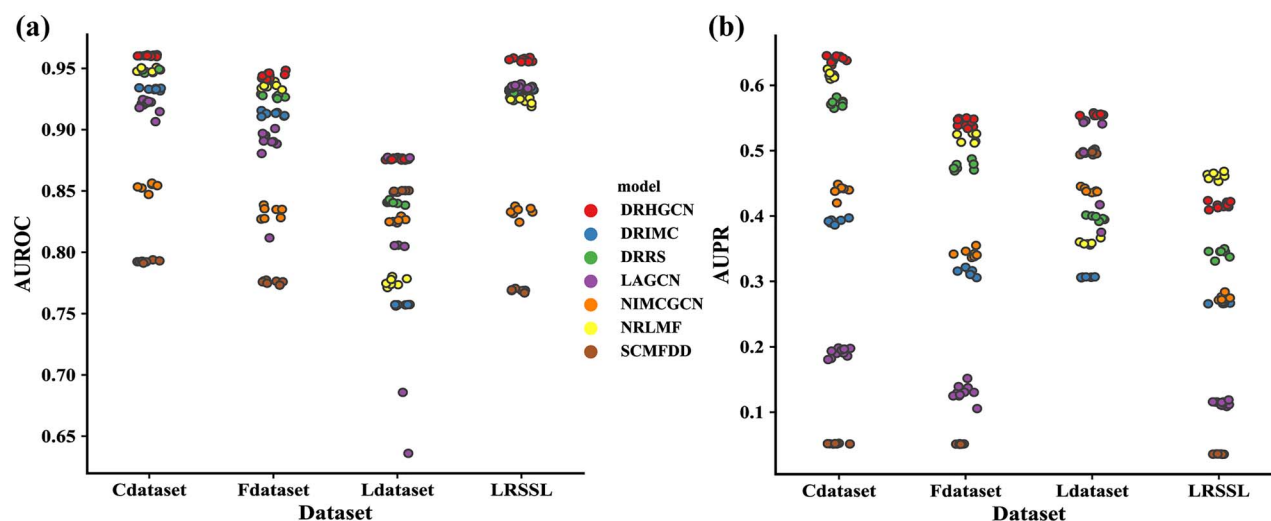 (a)
AUROC
0.95
0.90
0.85
0.80
0.75
0.70
0.65
Cdataset Fdataset Ldataset LRSSL
Dataset
model
DRHGCN
DRIMC
DRRS
LAGCN
NIMCGCN
NRLMF
SCMFDD
(b)
AUPR
0.6
0.5
0.4
0.3
0.2
0.1
Cdataset Fdataset Ldataset LRSSL
Dataset